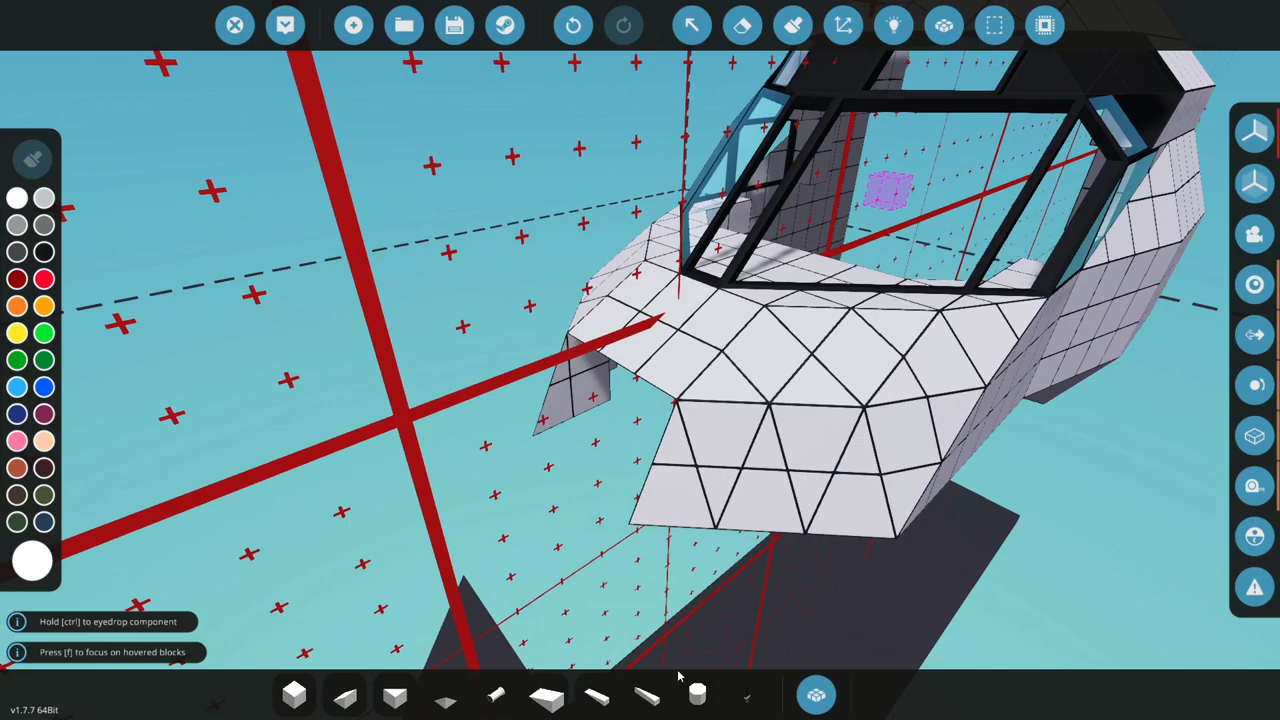 Hold [ctrl] to eyedrop component
Press [f] to focus on hovered blocks
v1.7.7 64Bit